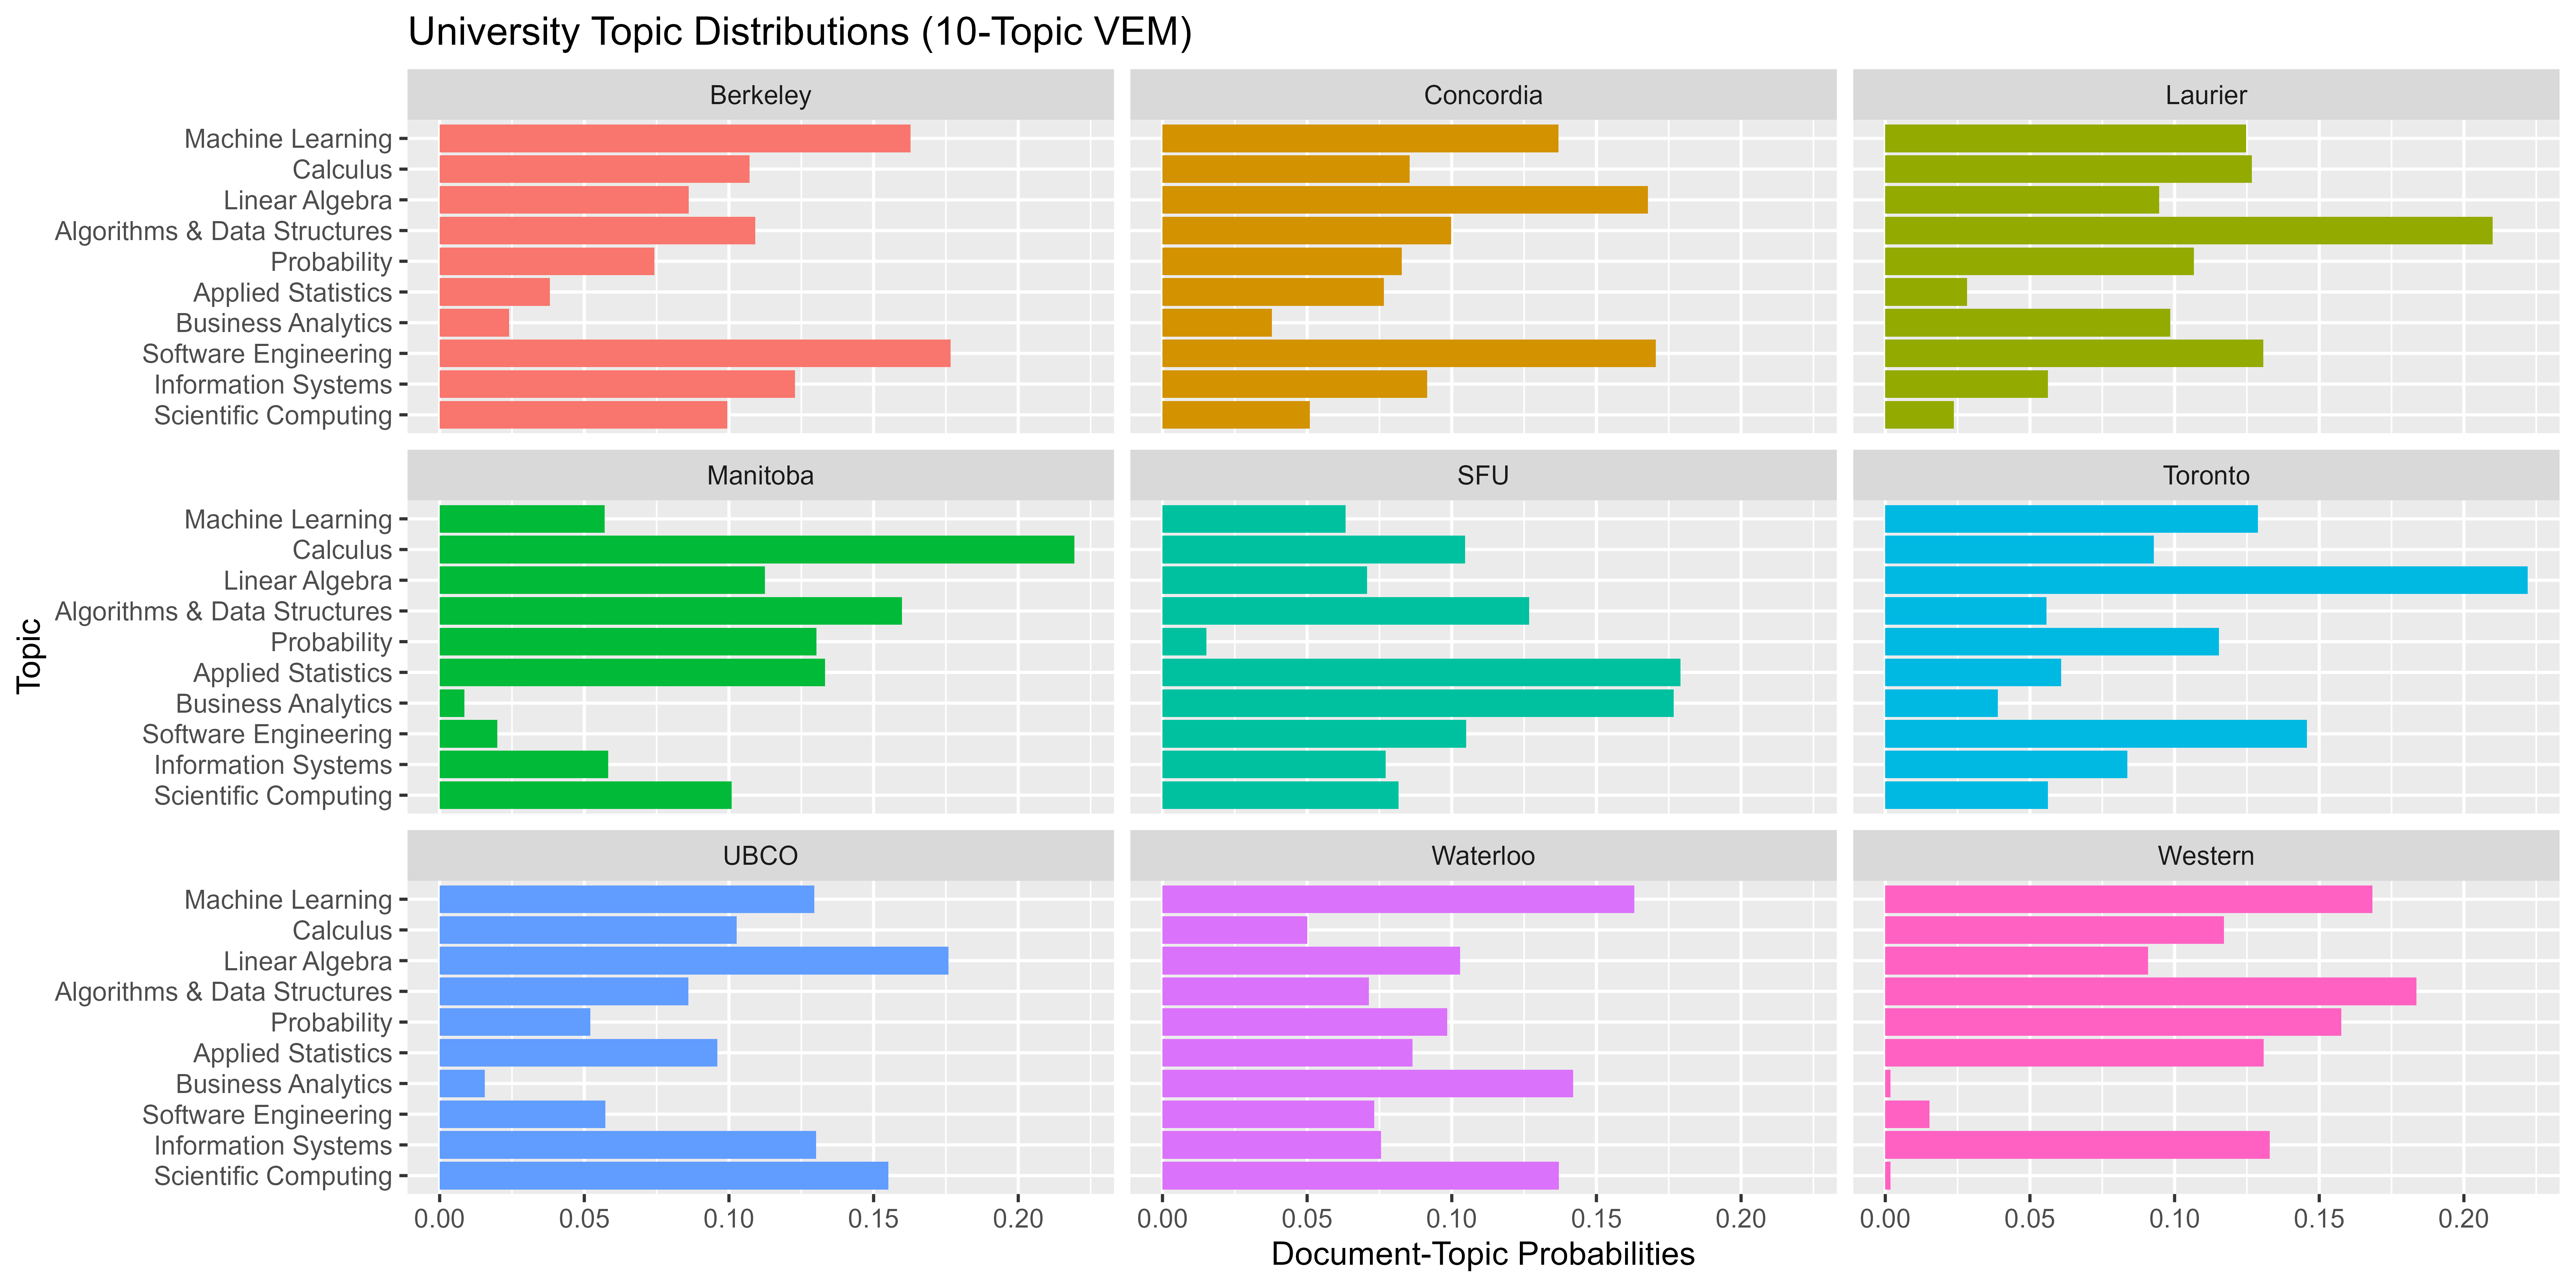 University Topic Distributions (10-Topic VEM)
Berkeley
Concordia
Laurier
Machine Learning
Calculus
Linear Algebra
Algorithms & Data Structures
Probability
Applied Statistics
Business Analytics
Software Engineering
Information Systems
Scientific Computing
Manitoba
SFU
Toronto
Machine Learning
Calculus
Linear Algebra
Algorithms & Data Structures
Probability
Applied Statistics
Business Analytics
Software Engineering
Information Systems
Scientific Computing
Topic
UBCO
Waterloo
Western
Machine Learning
Calculus
Linear Algebra
Algorithms & Data Structures
Probability
Applied Statistics
Business Analytics
Software Engineering
Information Systems
Scientific Computing
0.00 0.05 0.10 0.15 0.20
0.00 0.05 0.10 0.15 0.20
0.00 0.05 0.10 0.15 0.20
Document-Topic Probabilities